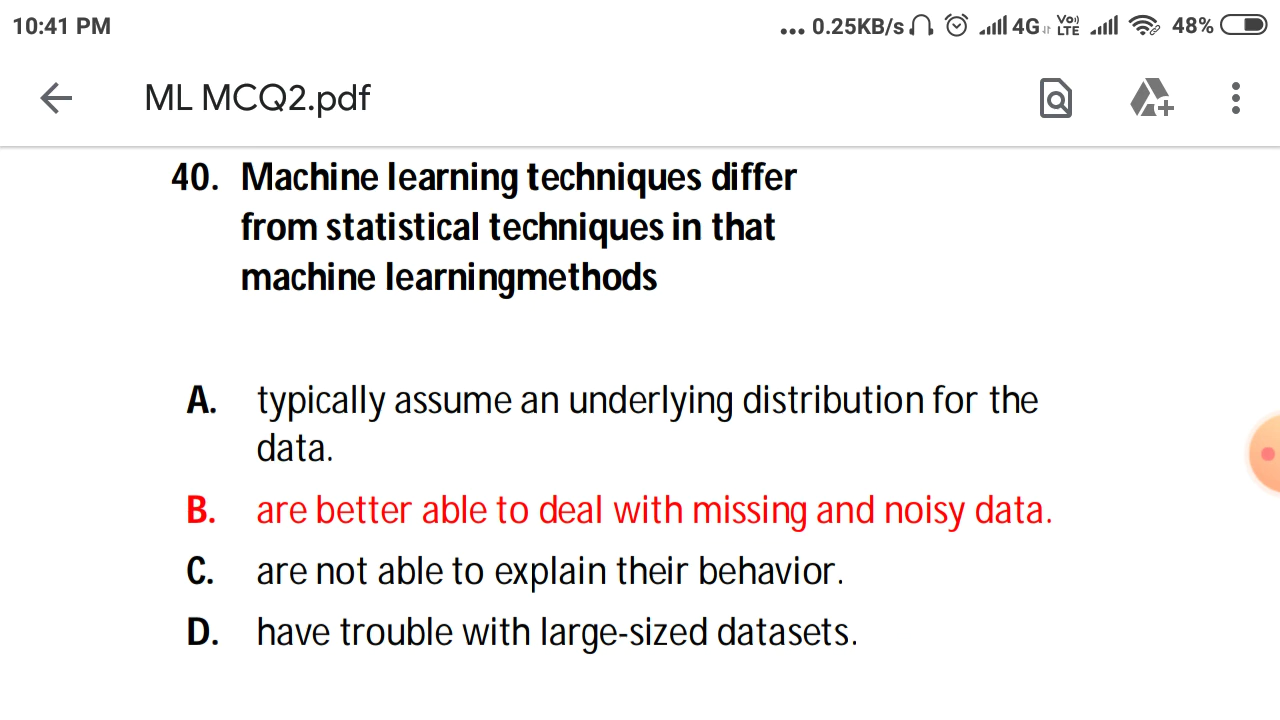 10:41 PM ... 0.25KB/s 4G Vo) LTE 48%
ML MCQ2.pdf
40. Machine learning techniques differ
from statistical techniques in that
machine learningmethods
A. typically assume an underlying distribution for the
data.
B. are better able to deal with missing and noisy data.
C. are not able to explain their behavior.
D. have trouble with large-sized datasets.